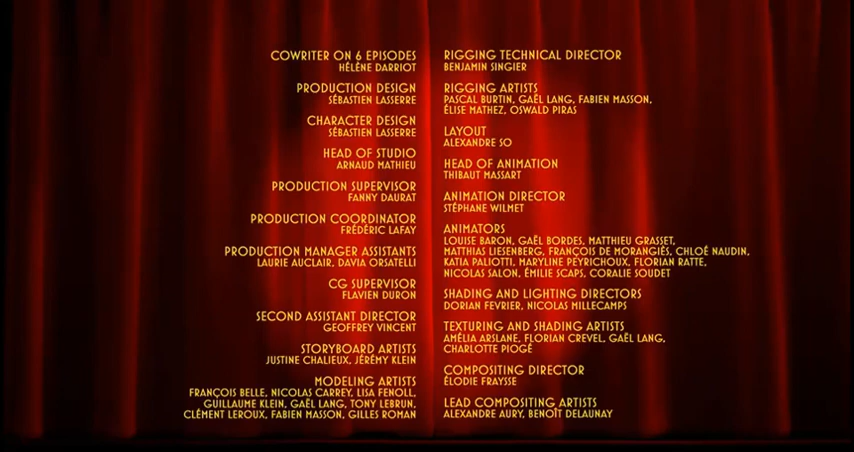 COWRITER ON 6 EPISODES
HÉLÉNE DARRIOT
PRODUCTION DESIGN
SÉBASTIEN LASSERRE
CHARACTER DESIGN
SÉBASTIEN LASSERRE
HEAD OF STUDIO
ARNAUD MATHIEU
PRODUCTION SUPERVISOR
FANNY DAURAT
PRODUCTION COORDINATOR
FRÉDÉRIC LAFAY
PRODUCTION MANAGER ASSISTANTS
LAURIE AUCLAIR, DAVIA ORSATELLI
CG SUPERVISOR
FLAVIEN DURON
SECOND ASSISTANT DIRECTOR
GEOFFREY VINCENT
STORYBOARD ARTISTS
JUSTINE CHALIEUX, JÉRÉMY KLEIN
MODELING ARTISTS
FRANÇOIS BELLE, NICOLAS CARREY, LISA FENOLL,
GUILLAUME KLEIN, GAËL LANG, TONY LEBRUN,
CLÉMENT LEROUX, FABIEN MASSON, GILLES ROMAN
RIGGING TECHNICAL DIRECTOR
BENJAMIN SINGIER
RIGGING ARTISTS
PASCAL BURTIN, GAËL LANG, FABIEN MASSON,
ÉLISE MATHEZ, OSWALD PIRAS
LAYOUT
ALEXANDRE SO
HEAD OF ANIMATION
THIBAUT MASSART
ANIMATION DIRECTOR
STÉPHANE WILMET
ANIMATORS
LOUISE BARON, GAËL BORDES, MATTHIEU GRASSET,
MATTHIAS LIESENBERG, FRANÇOIS DE MORANGIÉS, CHLOÉ NAUDIN,
KATIA PALIOTTI, MARYLINE PEYRICHOUX, FLORIAN RATTE,
NICOLAS SALON, ÉMILIE SCAPS, CORALIE SOUDET
SHADING AND LIGHTING DIRECTORS
DORIAN FEVRIER, NICOLAS MILLECAMPS
TEXTURING AND SHADING ARTISTS
AMÉLIA ARSLANE, FLORIAN CREVEL, GAËL LANG,
CHARLOTTE PIOGÉ
COMPOSITING DIRECTOR
ÉLODIE FRAYSSE
LEAD COMPOSITING ARTISTS
ALEXANDRE AURY, BENOÎT DELAUNAY